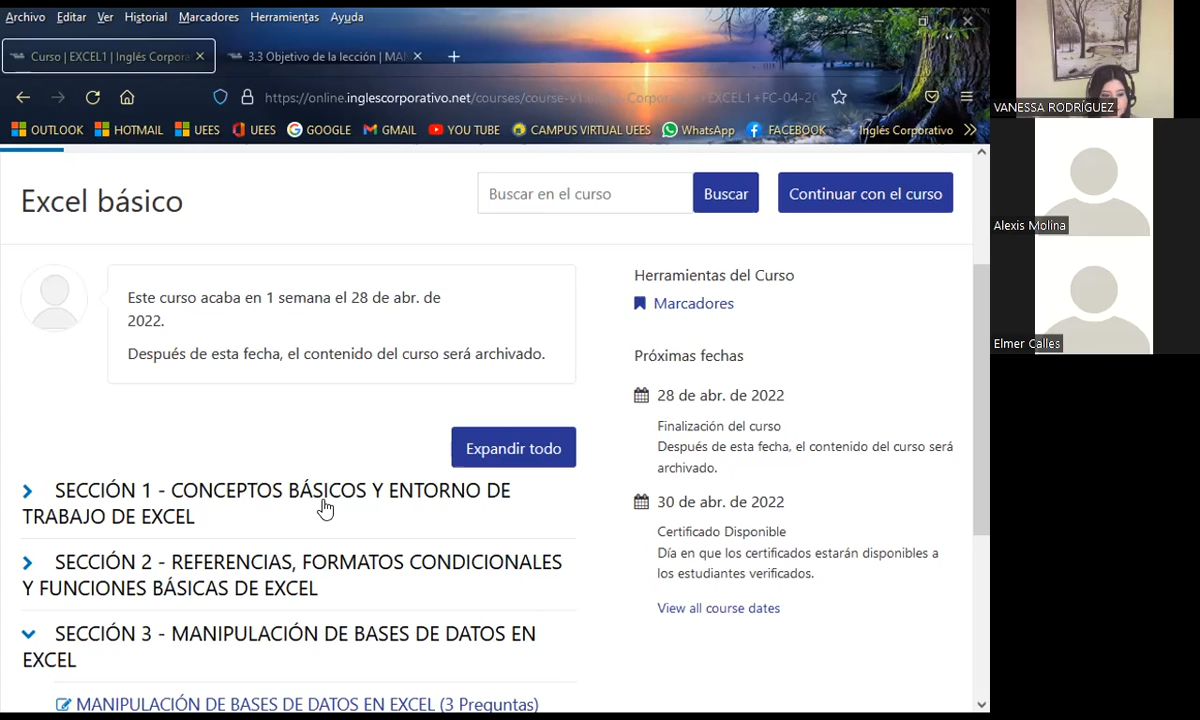 Archivo Editar Ver Historial Marcadores Herramientas Ayuda
Curso | EXCEL1 | Inglés Corpora
3.3 Objetivo de la lección | MA
https://online.inglescorporativo.net/courses/course-v1:
EXCEL1+FC-04-20
OUTLOOK HOTMAIL UEES UEES GOOGLE GMAIL YOU TUBE CAMPUS VIRTUAL UEES WhatsApp FACEBOOK Inglés Corporativo
Excel básico
Buscar en el curso
Buscar
Continuar con el curso
Este curso acaba en 1 semana el 28 de abr. de
2022.
Después de esta fecha, el contenido del curso será archivado.
Expandir todo
SECCIÓN 1 - CONCEPTOS BÁSICOS Y ENTORNO DE
TRABAJO DE EXCEL
SECCIÓN 2 - REFERENCIAS, FORMATOS CONDICIONALES
Y FUNCIONES BÁSICAS DE EXCEL
SECCIÓN 3 - MANIPULACIÓN DE BASES DE DATOS EN
EXCEL
MANIPULACIÓN DE BASES DE DATOS EN EXCEL (3 Preguntas)
Herramientas del Curso
Marcadores
Próximas fechas
28 de abr. de 2022
Finalización del curso
Después de esta fecha, el contenido del curso será
archivado.
30 de abr. de 2022
Certificado Disponible
Día en que los certificados estarán disponibles a
los estudiantes verificados.
View all course dates
VANESSA RODRÍGUEZ
Alexis Molina
Elmer Calles